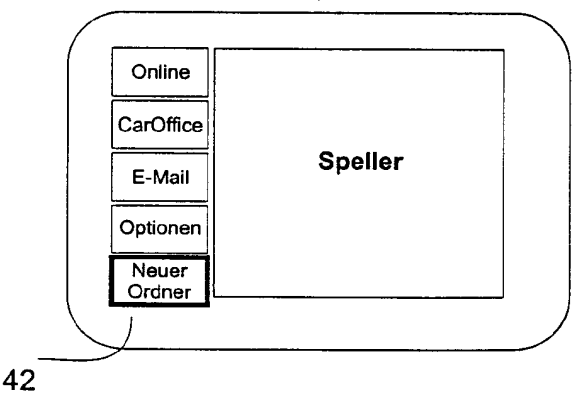 Online
CarOffice
E-Mail
Speller
Optionen
Neuer
Ordner
42